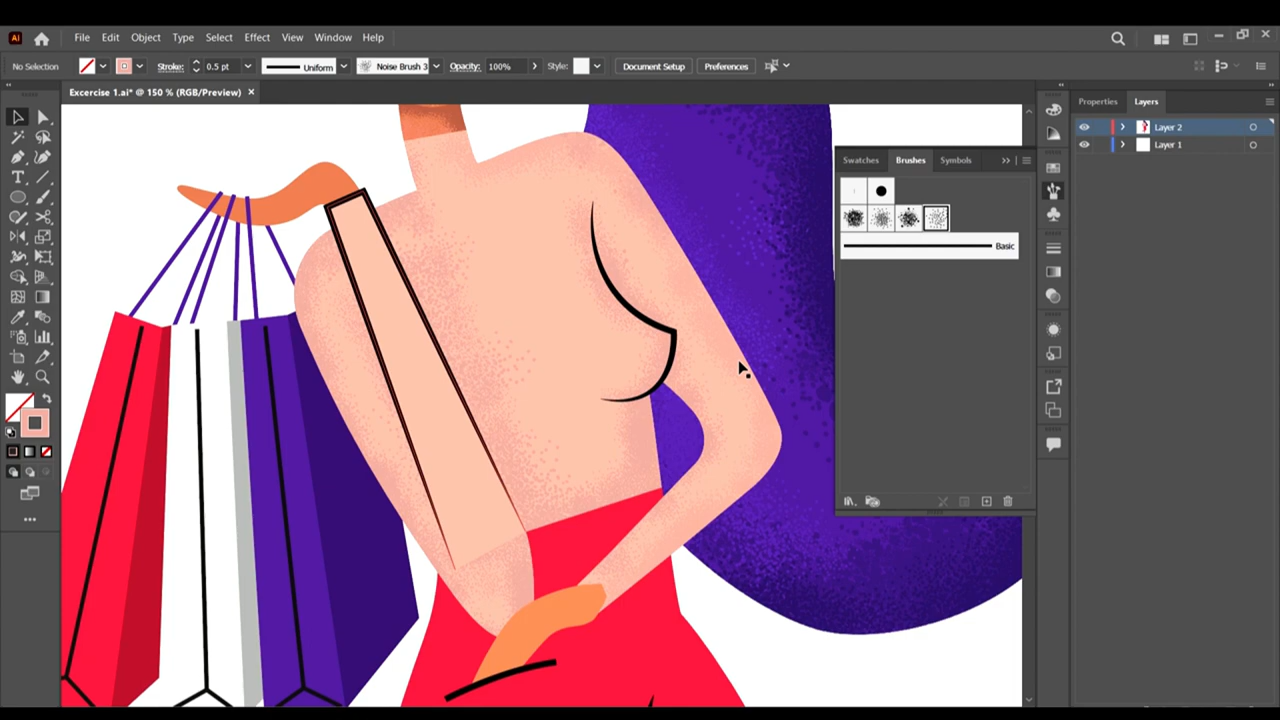 Ai File Edit Object Type Select Effect View Window Help
No Selection Stroke: 0.5 pt Uniform Noise Brush 3 Opacity: 100% Style: Document Setup Preferences
Excercise 1.ai* @ 150 % (RGB/Preview)
Properties Layers
Layer 2
Layer 1
Swatches Brushes Symbols
Basic